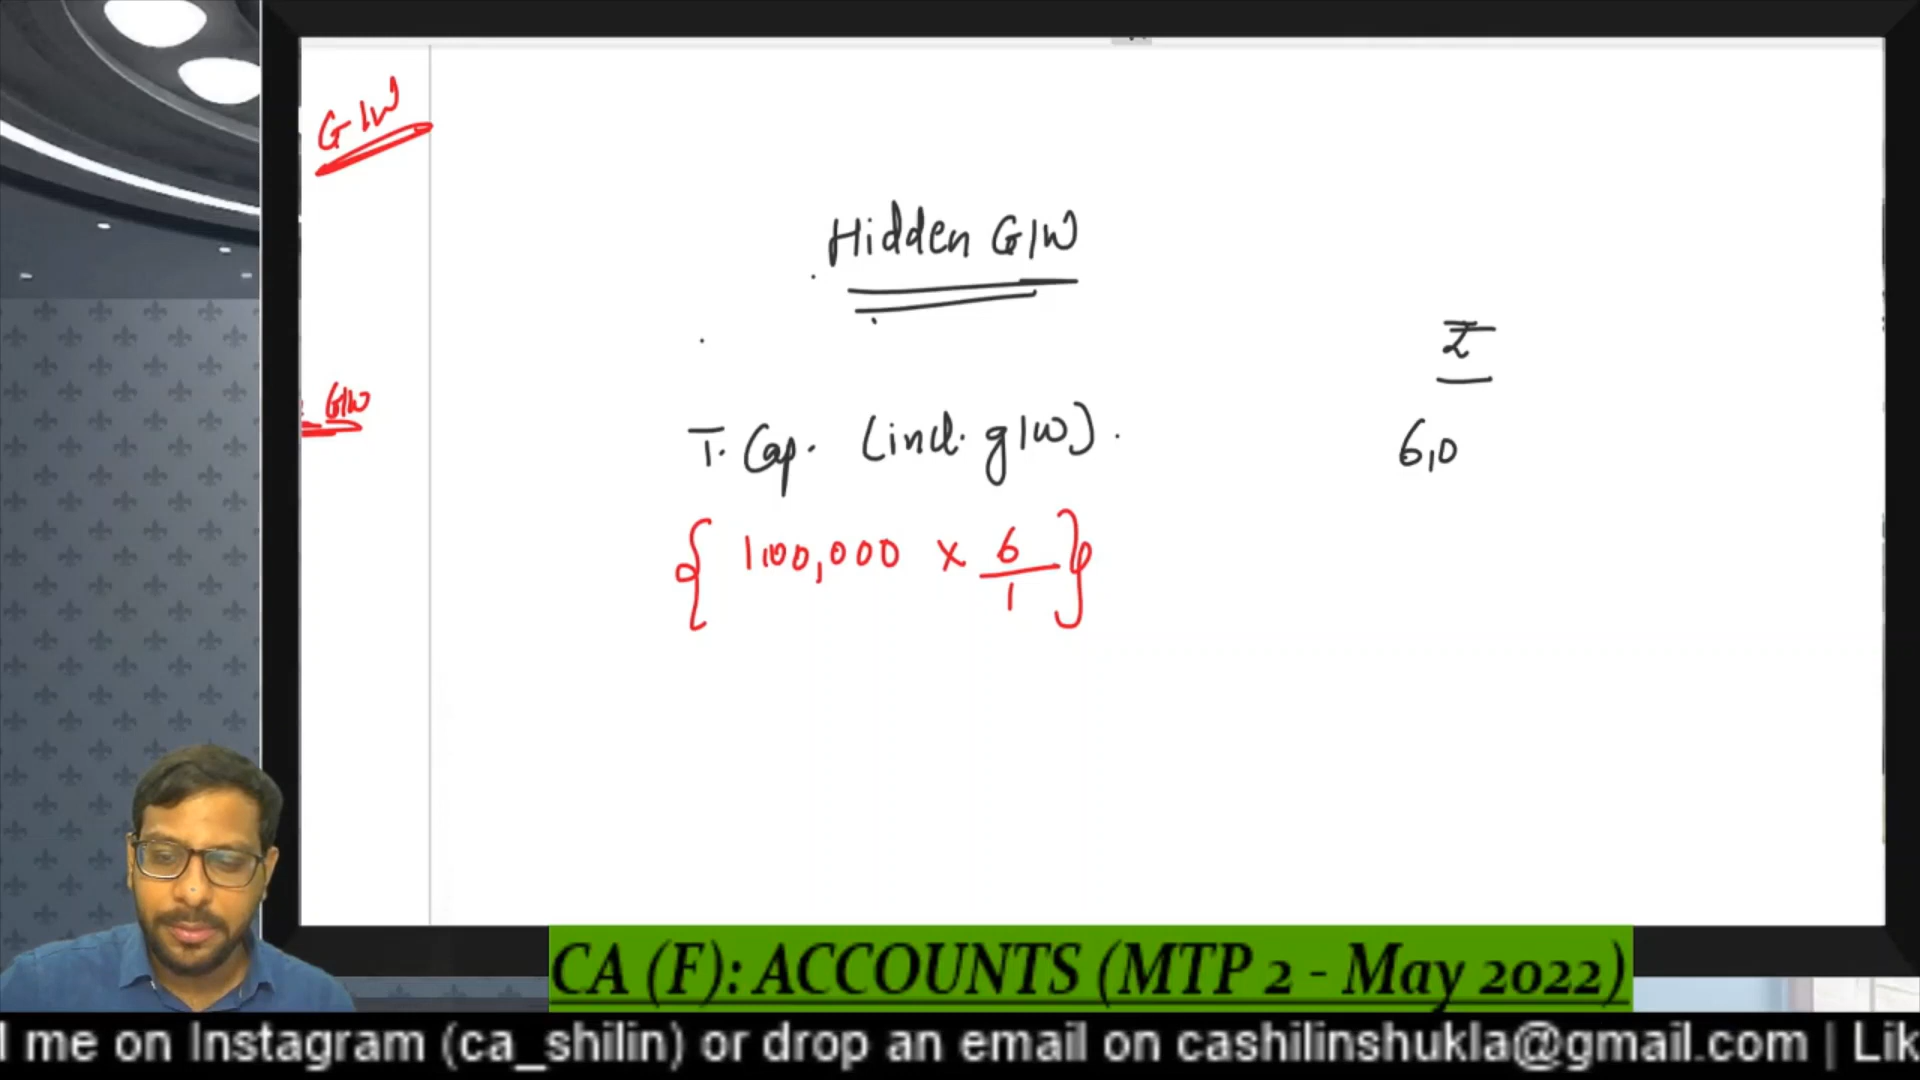 G/W
Hidden G/W
₹
G/W
T. Cap. (incl. g/w).
6,0
{ 1,00,000 x 6/1 }
CA (F): ACCOUNTS (MTP 2 - May 2022)
l me on Instagram (ca_shilin) or drop an email on cashilinshukla@gmail.com | Lik